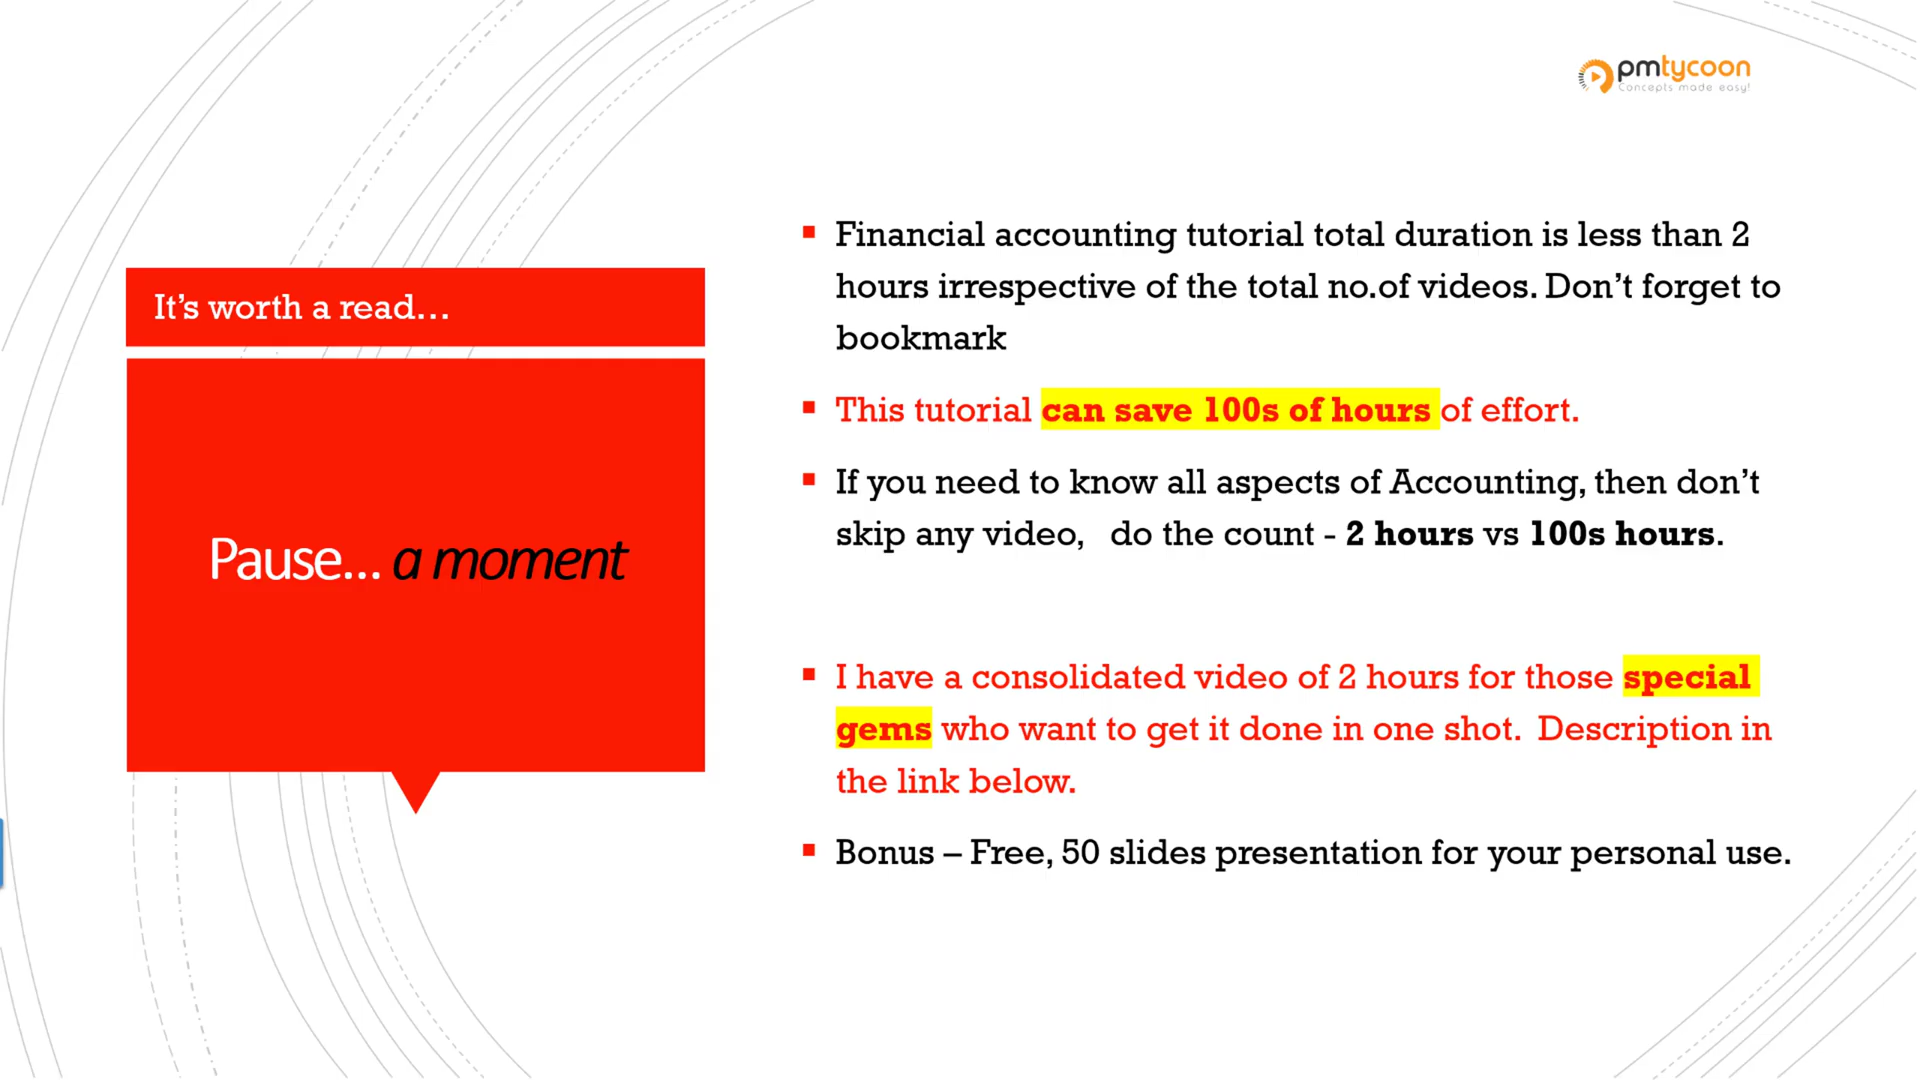 pmtycoon
Concepts made easy!
It's worth a read...
Pause... a moment
▪ Financial accounting tutorial total duration is less than 2
hours irrespective of the total no.of videos. Don't forget to
bookmark
▪ This tutorial can save 100s of hours of effort.
▪ If you need to know all aspects of Accounting, then don't
skip any video, do the count - 2 hours vs 100s hours.
▪ I have a consolidated video of 2 hours for those special
gems who want to get it done in one shot. Description in
the link below.
▪ Bonus – Free, 50 slides presentation for your personal use.